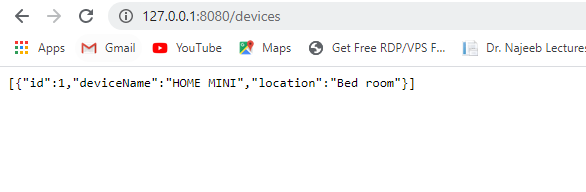 127.0.0.1:8080/devices
Apps Gmail YouTube Maps Get Free RDP/VPS F... Dr. Najeeb Lectures
[{"id":1,"deviceName":"HOME MINI","location":"Bed room"}]